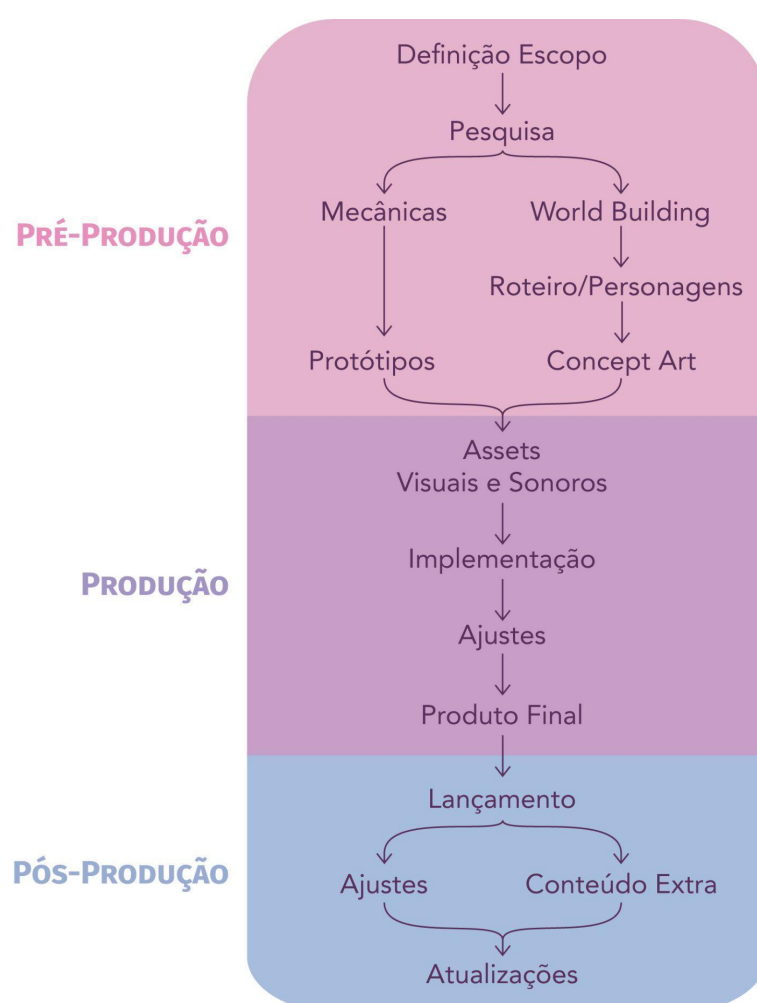 Definição Escopo
Pesquisa
Mecânicas
World Building
PRÉ-PRODUÇÃO
Roteiro/Personagens
Protótipos
Concept Art
Assets
Visuais e Sonoros
Implementação
PRODUÇÃO
Ajustes
Produto Final
Lançamento
PÓS-PRODUÇÃO
Ajustes
Conteúdo Extra
Atualizações